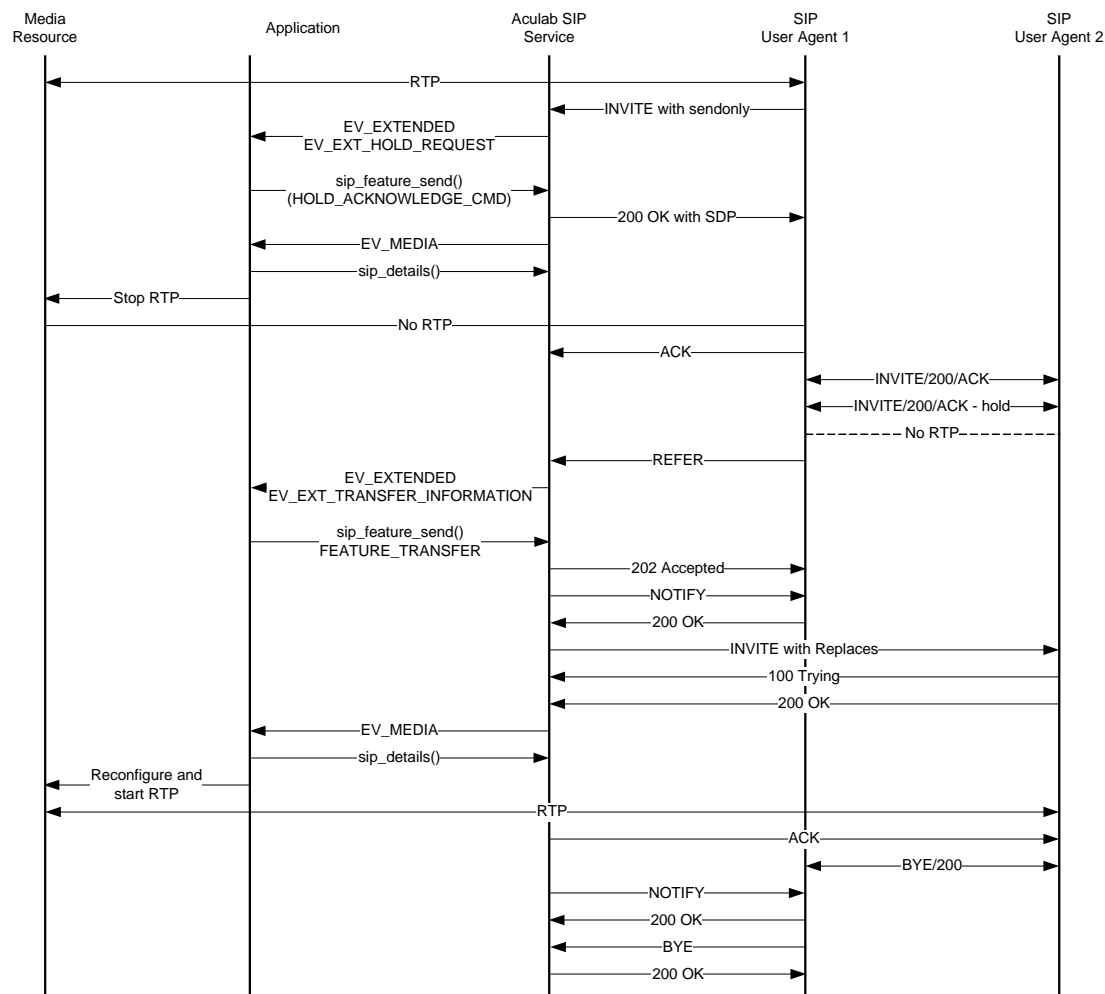 Media
Resource
Application
Aculab SIP
Service
SIP
User Agent 1
SIP
User Agent 2
RTP
INVITE with sendonly
EV_EXTENDED
EV_EXT_HOLD_REQUEST
sip_feature_send()
(HOLD_ACKNOWLEDGE_CMD)
200 OK with SDP
EV_MEDIA
sip_details()
Stop RTP
No RTP
ACK
INVITE/200/ACK
INVITE/200/ACK - hold
No RTP
REFER
EV_EXTENDED
EV_EXT_TRANSFER_INFORMATION
sip_feature_send()
FEATURE_TRANSFER
202 Accepted
NOTIFY
200 OK
INVITE with Replaces
100 Trying
200 OK
EV_MEDIA
sip_details()
Reconfigure and
start RTP
RTP
ACK
BYE/200
NOTIFY
200 OK
BYE
200 OK